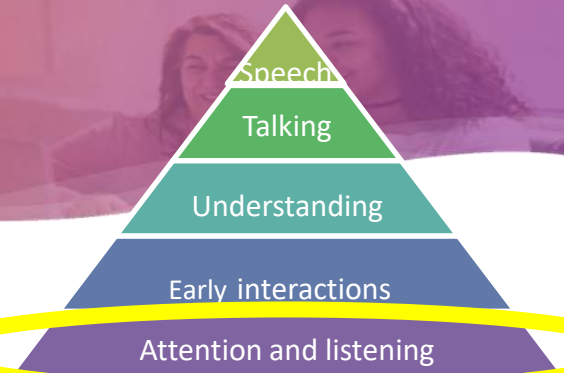 Speech
Talking
Understanding
Early interactions
Attention and listening